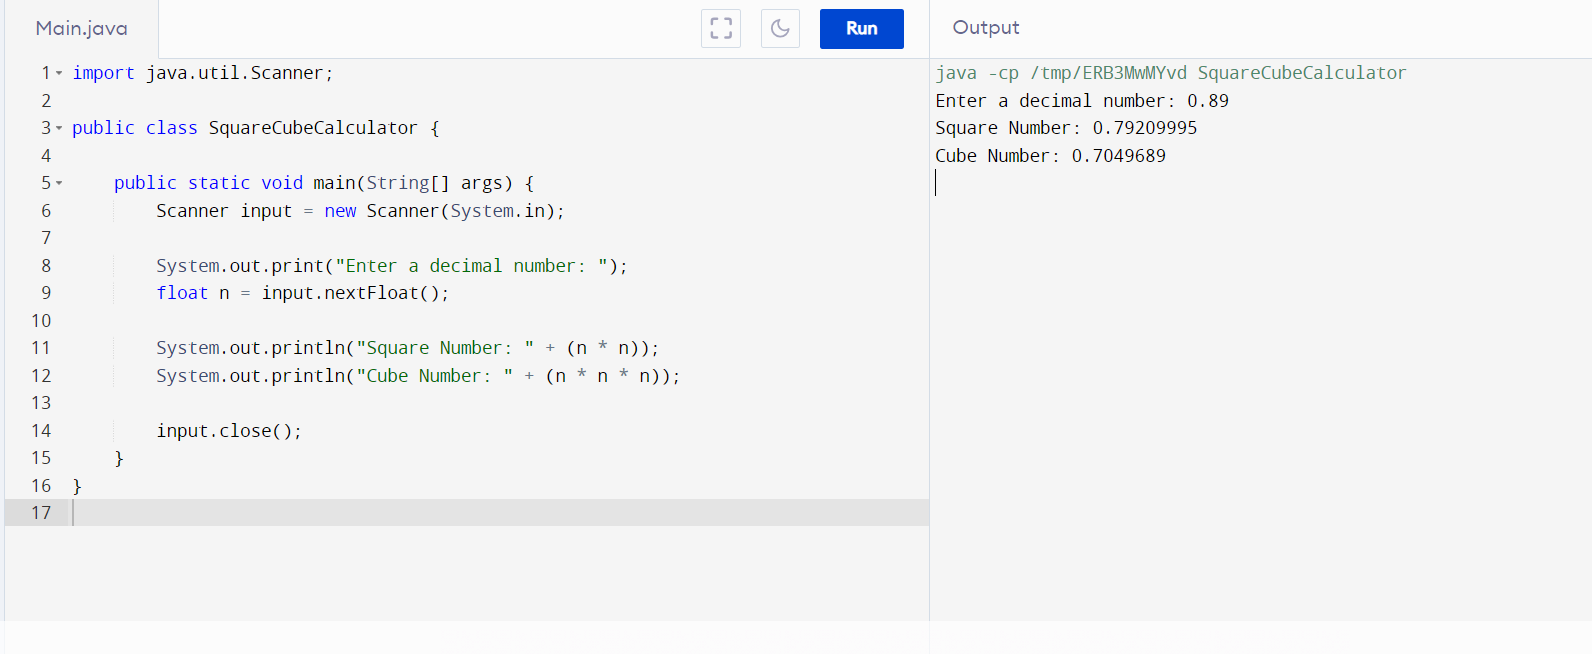 Main.java
Run
1 import java.util.Scanner;
2
3 public class SquareCubeCalculator {
4
5     public static void main(String[] args) {
6         Scanner input = new Scanner(System.in);
7
8         System.out.print("Enter a decimal number: ");
9         float n = input.nextFloat();
10
11         System.out.println("Square Number: " + (n * n));
12         System.out.println("Cube Number: " + (n * n * n));
13
14         input.close();
15     }
16 }
17
Output
java -cp /tmp/ERB3MwMYvd SquareCubeCalculator
Enter a decimal number: 0.89
Square Number: 0.79209995
Cube Number: 0.7049689